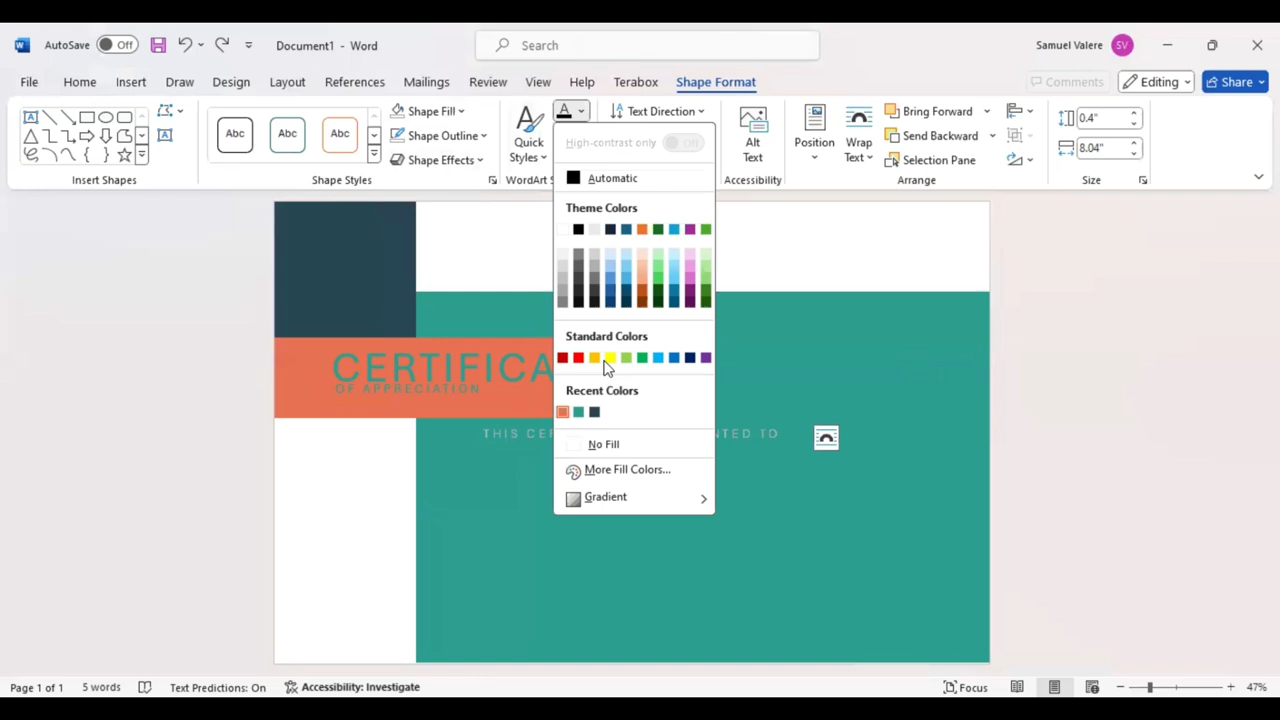 AutoSave Off Document1 - Word Search Samuel Valere SV
File Home Insert Draw Design Layout References Mailings Review View Help Terabox Shape Format Comments Editing Share
Abc Abc Abc
Shape Fill
Shape Outline
Shape Effects
Quick
Styles
A
Text Direction
Alt
Text
Position
Wrap
Text
Bring Forward
Send Backward
Selection Pane
0.4"
8.04"
Insert Shapes Shape Styles WordArt S Accessibility Arrange Size
High-contrast only Off
Automatic
Theme Colors
Standard Colors
Recent Colors
No Fill
More Fill Colors...
Gradient
CERTIFICA
OF APPRECIATION
THIS CER NTED TO
Page 1 of 1 5 words Text Predictions: On Accessibility: Investigate Focus 47%